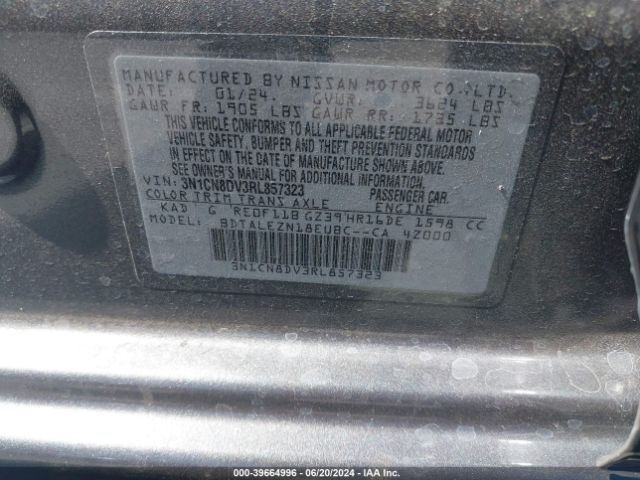 MANUFACTURED BY NISSAN MOTOR CO.,LTD.
DATE: 01/24 GVWR: 3624 LBS
GAWR FR: 1905 LBS GAWR RR: 1735 LBS
THIS VEHICLE CONFORMS TO ALL APPLICABLE FEDERAL MOTOR
VEHICLE SAFETY, BUMPER AND THEFT PREVENTION STANDARDS
IN EFFECT ON THE DATE OF MANUFACTURE SHOWN ABOVE.
SEE OWNER'S MANUAL FOR ADDITIONAL INFORMATION
VIN: 3N1CN8DV3RL857323 PASSENGER CAR.
COLOR TRIM TRANS AXLE ENGINE
KAD G RE0F11B GZ39 HR16DE 1598 CC
MODEL: BDTALEZN18EUBC--CA 42000
3N1CN8DV3RL857323
000-39664996 - 06/20/2024 - IAA Inc.